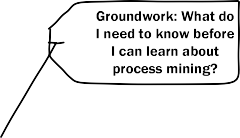 Groundwork: What do
I need to know before
I can learn about
process mining?